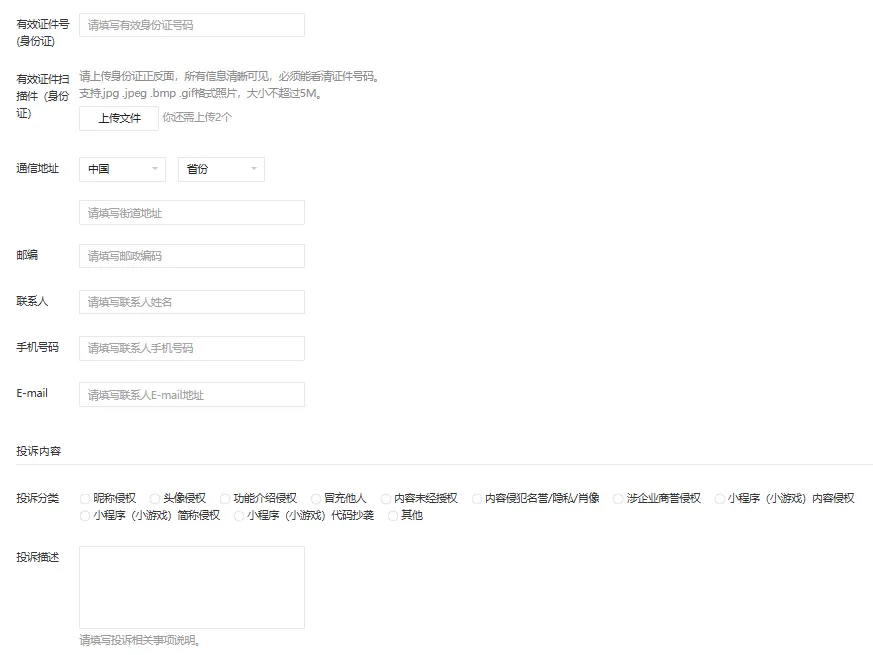 有效证件号 请填写有效身份证号码
(身份证)
有效证件扫 请上传身份证正反面，所有信息清晰可见，必须能看清证件号码。
描件（身份 支持.jpg .jpeg .bmp .gif格式照片，大小不超过5M。
证) 上传文件 你还需上传2个
通信地址 中国 省份
请填写街道地址
邮编 请填写邮政编码
联系人 请填写联系人姓名
手机号码 请填写联系人手机号码
E-mail 请填写联系人E-mail地址
投诉内容
投诉分类 昵称侵权 头像侵权 功能介绍侵权 冒充他人 内容未经授权 内容侵犯名誉/隐私/肖像 涉企业商誉侵权 小程序（小游戏）内容侵权
小程序（小游戏）简称侵权 小程序（小游戏）代码抄袭 其他
投诉描述
请填写投诉相关事项说明。